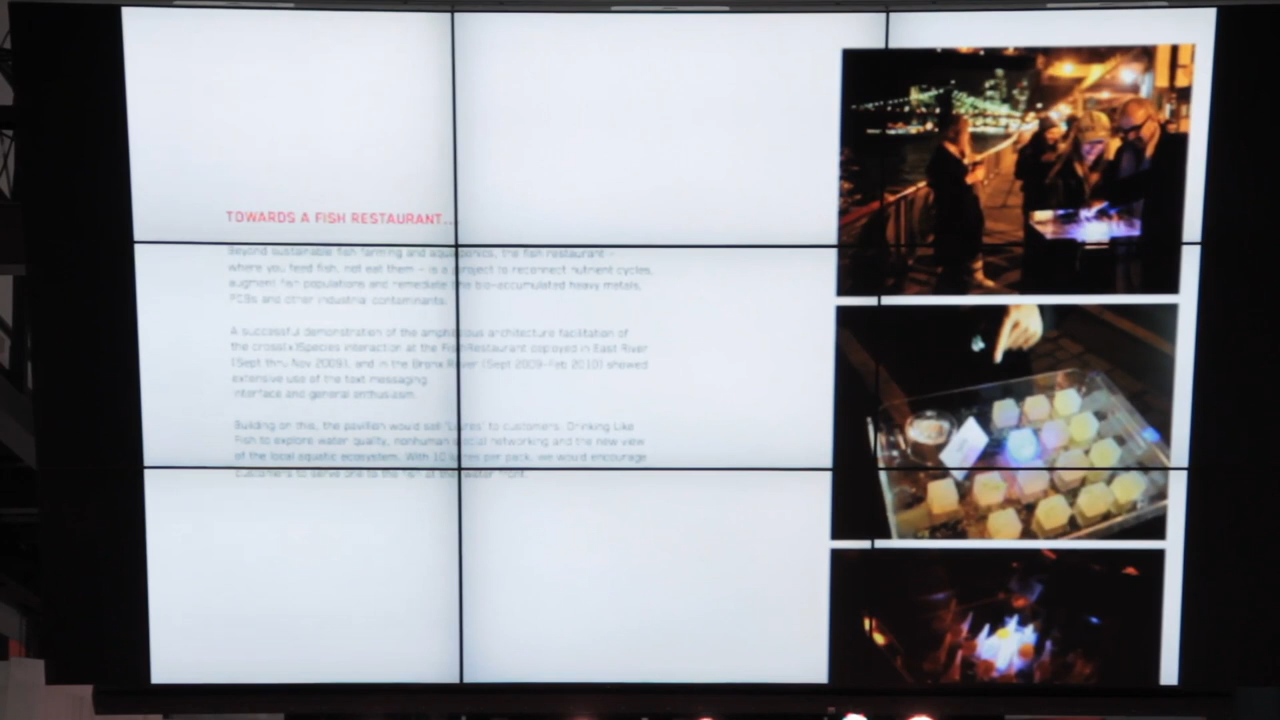 TOWARDS A FISH RESTAURANT...
Beyond sustainable fish farming and aquaponics, the fish restaurant –
where you feed fish, not eat them – is a project to reconnect nutrient cycles,
augment fish populations and remediate the bio-accumulated heavy metals,
PCBs and other industrial contaminants.
A successful demonstration of the amphibious architecture facilitation of
the cross(x)Species interaction at the FishRestaurant deployed in East River
(Sept thru Nov 2009), and in the Bronx River (Sept 2009-Feb 2010) showed
extensive use of the text messaging
interface and general enthusiasm.
Building on this, the pavilion would sell 'Lures' to customers. Drinking Like
Fish to explore water quality, nonhuman social networking and the new view
of the local aquatic ecosystem. With 10 lures per pack, we would encourage
customers to serve one to the fish at the water front.